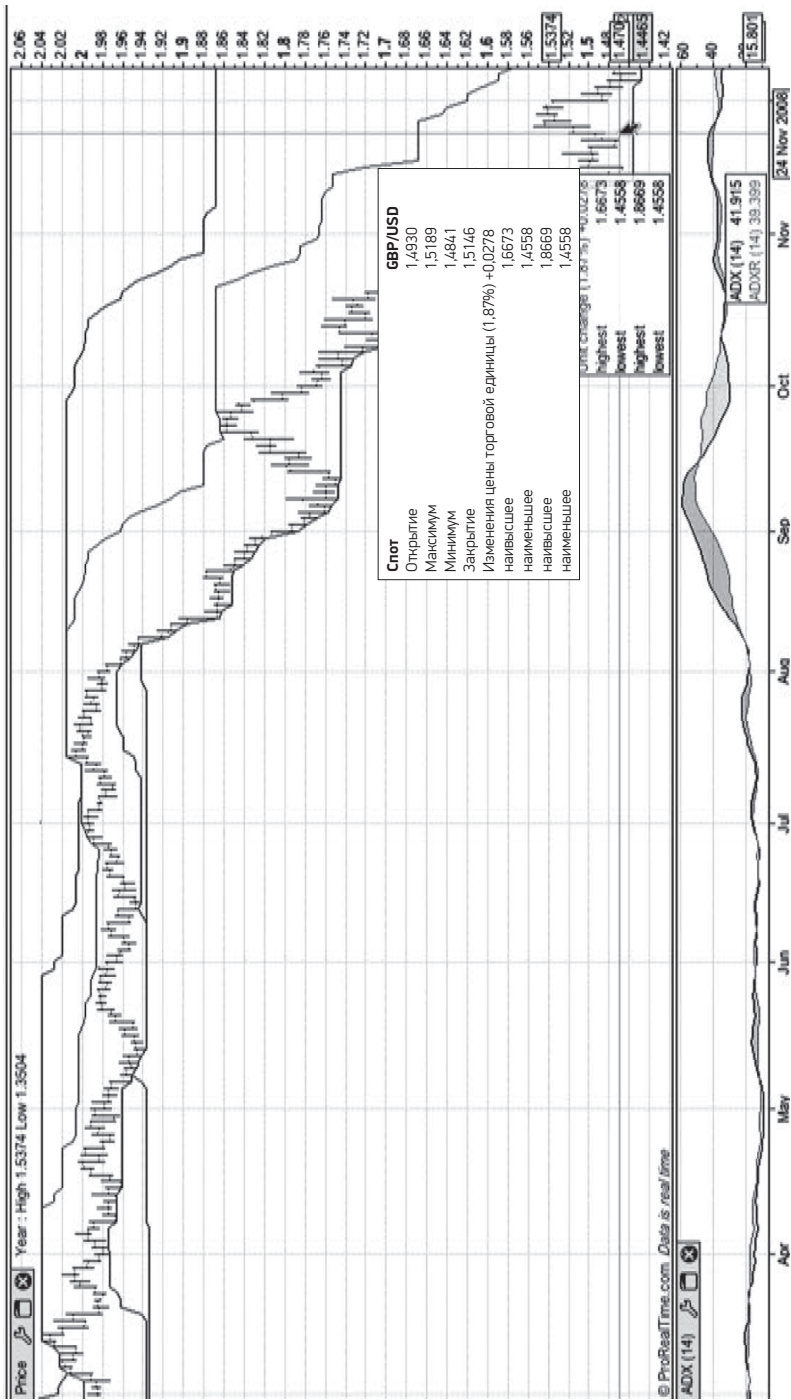 Price
Year : High 1.5374 Low 1.3504
2.06
2.04
2.02
2
1.98
1.96
1.94
1.92
1.9
1.88
1.86
1.84
1.82
1.8
1.78
1.76
1.74
1.72
1.7
1.68
1.66
1.64
1.62
1.6
1.58
1.5374
1.52
1.5
1.48
1.4465
1.42
Спот GBP/USD
Открытие 1,4930
Максимум 1,5189
Минимум 1,4841
Закрытие 1,5146
Изменения цены торговой единицы (1,87%) +0,0278
наивысшее 1,6673
наименьшее 1,4558
наивысшее 1,8669
наименьшее 1,4558
unit change (1.87%) +0.0278
highest 1.6673
lowest 1.4558
highest 1.8669
lowest 1.4558
© ProRealTime.com Data is real time
ADX (14)
60
40
15.801
ADX (14) 41.915
ADXR (14) 39.399
Apr May Jun Jul Aug Sep Oct Nov 24 Nov 2008